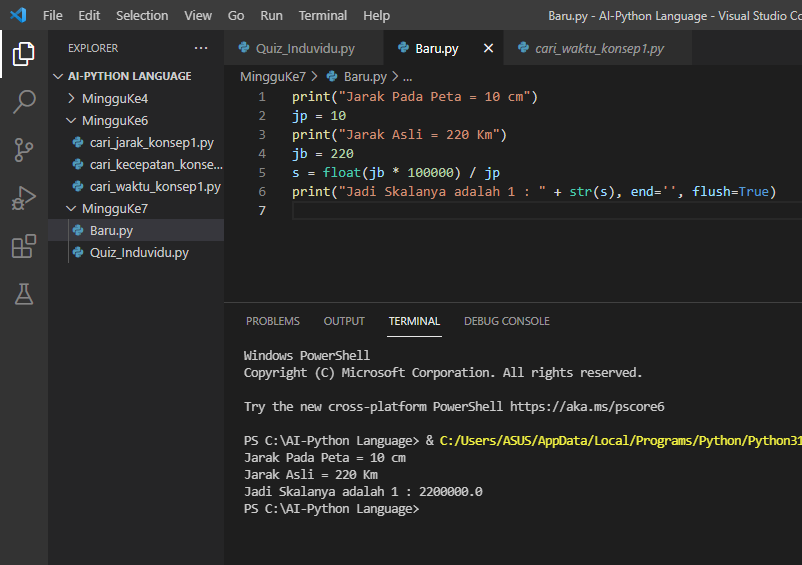 File Edit Selection View Go Run Terminal Help Baru.py - AI-Python Language - Visual Studio Co
EXPLORER ···
AI-PYTHON LANGUAGE
MingguKe4
MingguKe6
cari_jarak_konsep1.py
cari_kecepatan_konse...
cari_waktu_konsep1.py
MingguKe7
Baru.py
Quiz_Induvidu.py
Quiz_Induvidu.py Baru.py cari_waktu_konsep1.py
MingguKe7 > Baru.py > ...
1 print("Jarak Pada Peta = 10 cm")
2 jp = 10
3 print("Jarak Asli = 220 Km")
4 jb = 220
5 s = float(jb * 100000) / jp
6 print("Jadi Skalanya adalah 1 : " + str(s), end='', flush=True)
7
PROBLEMS OUTPUT TERMINAL DEBUG CONSOLE
Windows PowerShell
Copyright (C) Microsoft Corporation. All rights reserved.
Try the new cross-platform PowerShell https://aka.ms/pscore6
PS C:\AI-Python Language> & C:/Users/ASUS/AppData/Local/Programs/Python/Python31
Jarak Pada Peta = 10 cm
Jarak Asli = 220 Km
Jadi Skalanya adalah 1 : 2200000.0
PS C:\AI-Python Language>